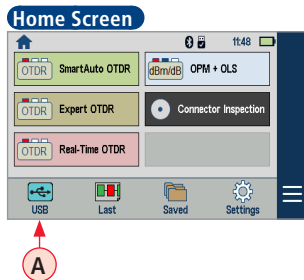 Home Screen
11:48
OTDR SmartAuto OTDR
dBm/dB OPM + OLS
OTDR Expert OTDR
Connector Inspection
OTDR Real-Time OTDR
USB Last Saved Settings
A